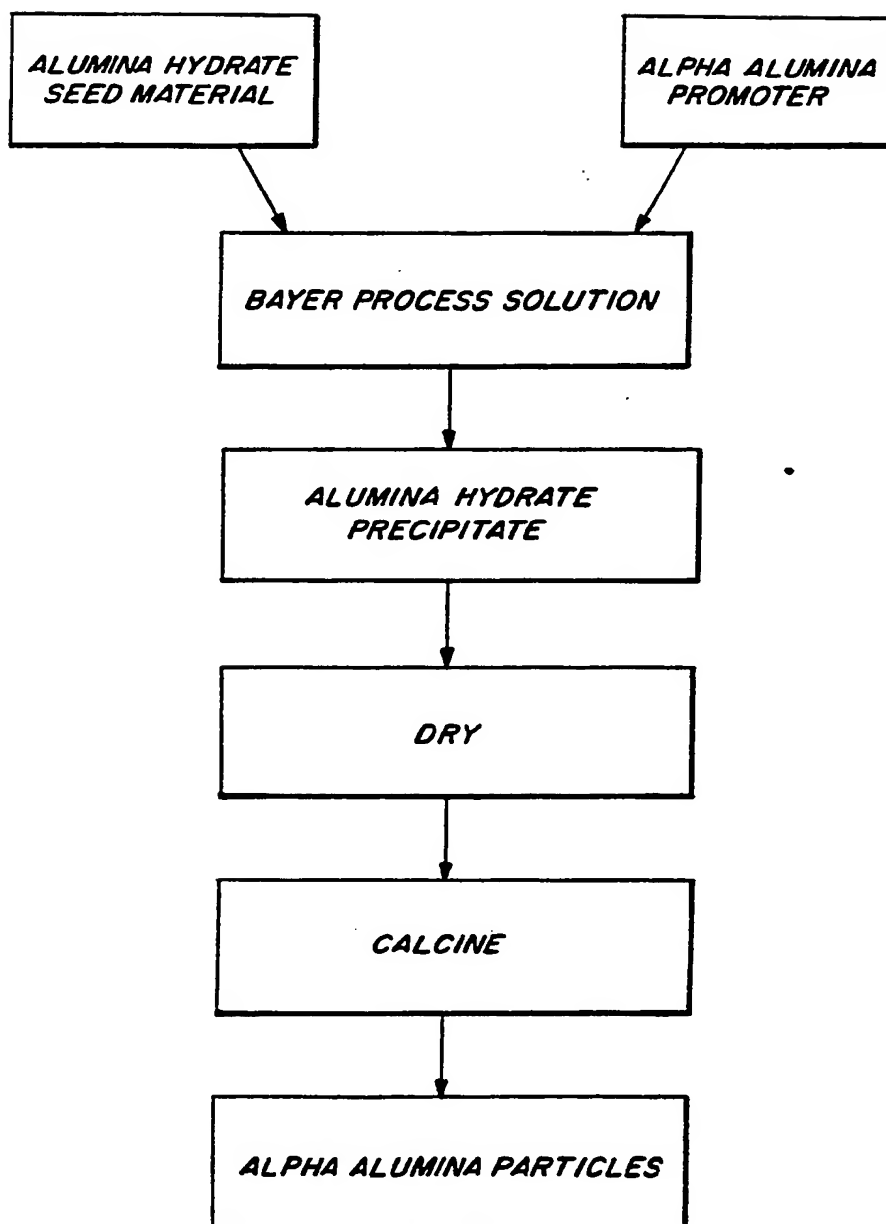 ALUMINA HYDRATE
SEED MATERIAL
ALPHA ALUMINA
PROMOTER
BAYER PROCESS SOLUTION
ALUMINA HYDRATE
PRECIPITATE
DRY
CALCINE
ALPHA ALUMINA PARTICLES